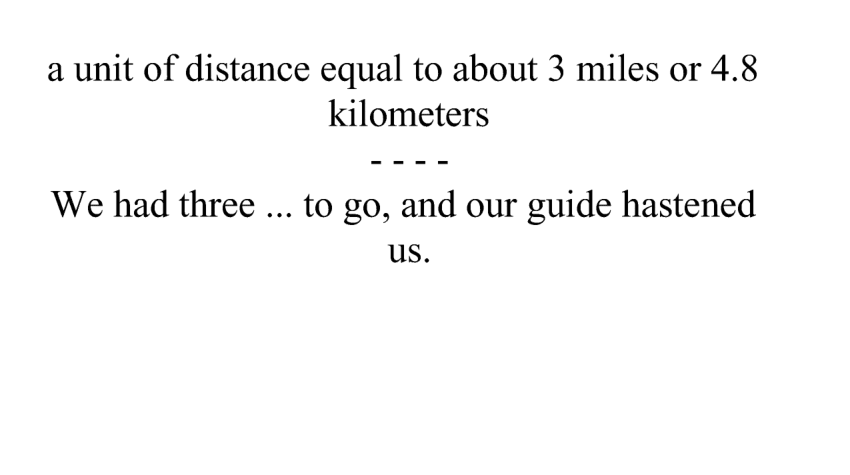 a unit of distance equal to about 3 miles or 4.8
kilometers
- - - -
We had three ... to go, and our guide hastened
us.